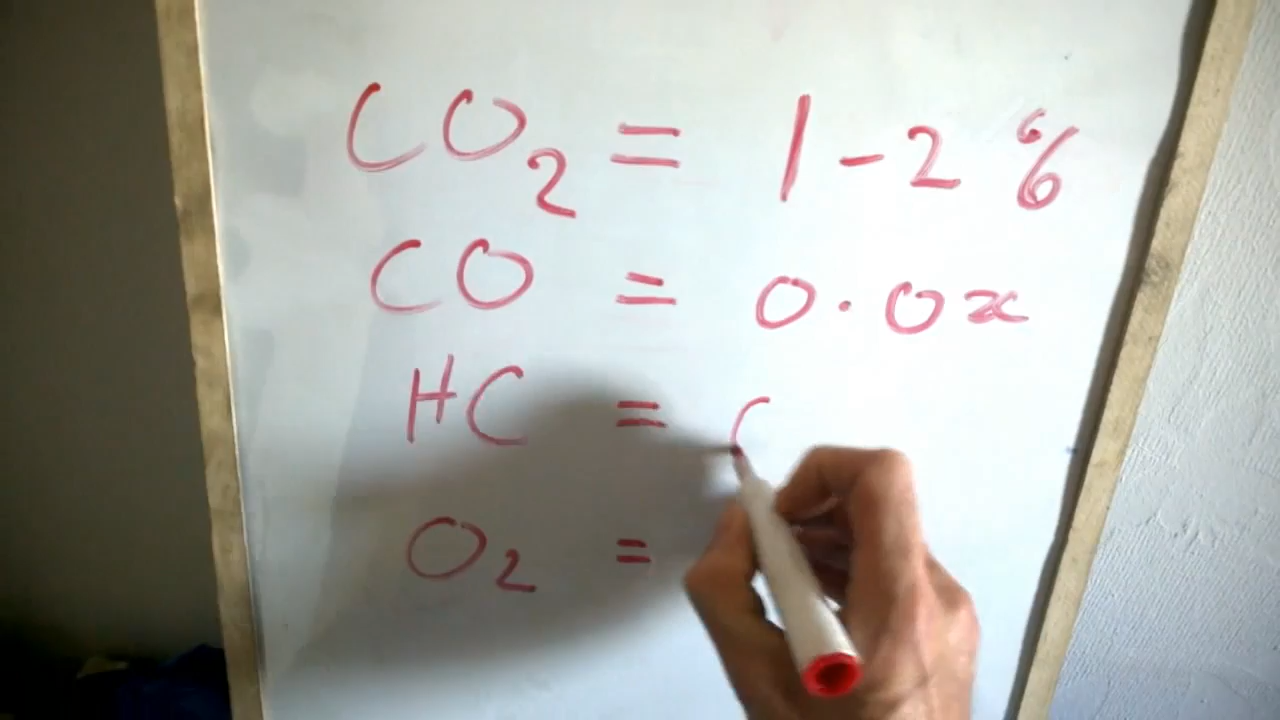 CO₂ = 1-2 %
CO = 0.0x
HC =
O₂ =